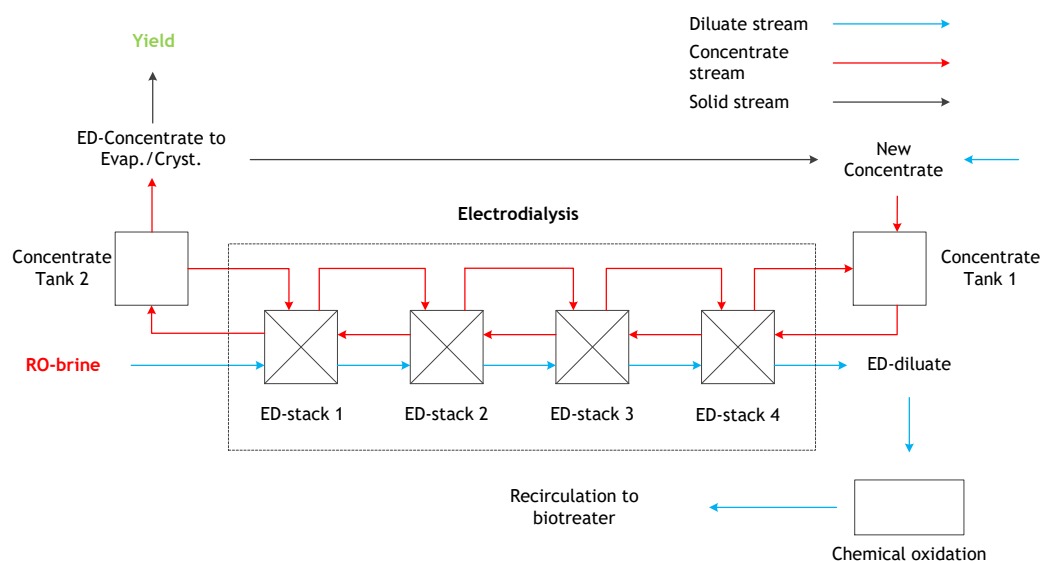 Yield
Diluate stream
Concentrate
stream
Solid stream
ED-Concentrate to
Evap./Cryst.
New
Concentrate
Electrodialysis
Concentrate
Tank 2
Concentrate
Tank 1
RO-brine
ED-diluate
ED-stack 1
ED-stack 2
ED-stack 3
ED-stack 4
Recirculation to
biotreater
Chemical oxidation